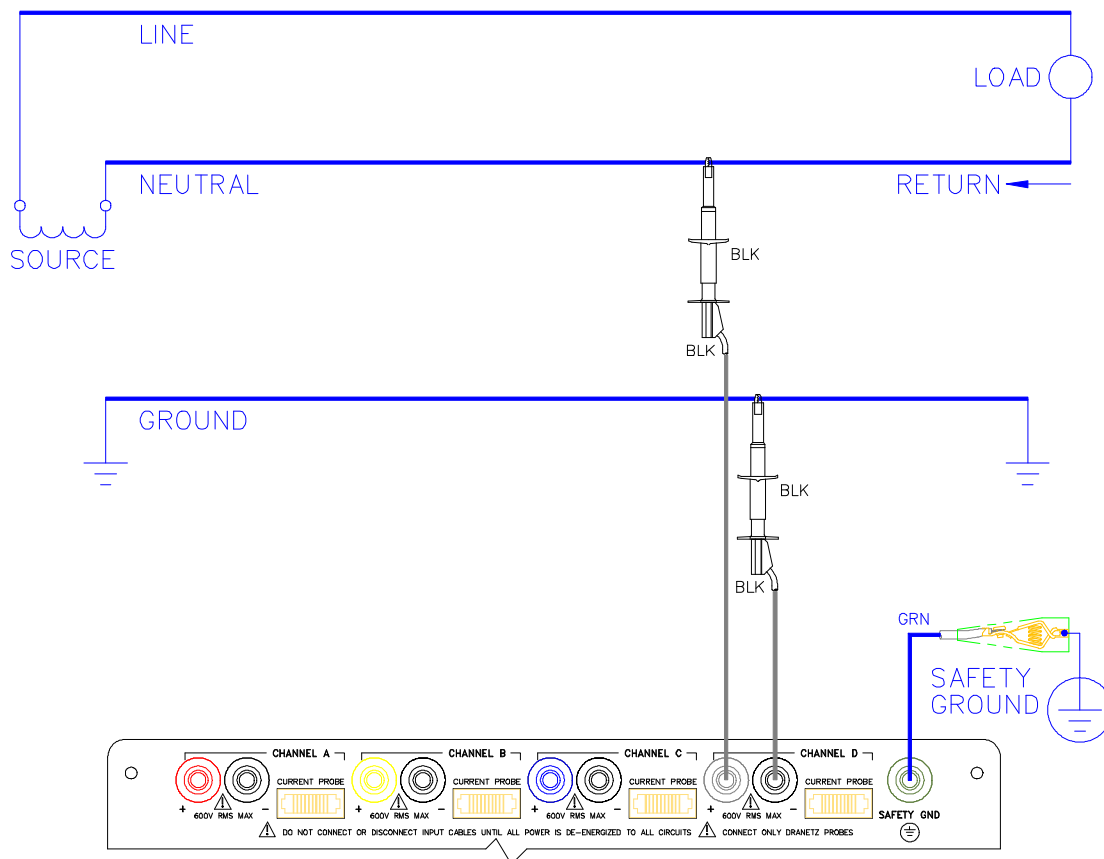 LINE
LOAD
NEUTRAL
RETURN
SOURCE
BLK
BLK
GROUND
BLK
BLK
GRN
SAFETY
GROUND
CHANNEL A
CHANNEL B
CHANNEL C
CHANNEL D
CURRENT PROBE
CURRENT PROBE
CURRENT PROBE
CURRENT PROBE
+ 600V RMS MAX -
+ 600V RMS MAX -
+ 600V RMS MAX -
+ 600V RMS MAX -
SAFETY GND
DO NOT CONNECT OR DISCONNECT INPUT CABLES UNTIL ALL POWER IS DE-ENERGIZED TO ALL CIRCUITS
CONNECT ONLY DRANETZ PROBES